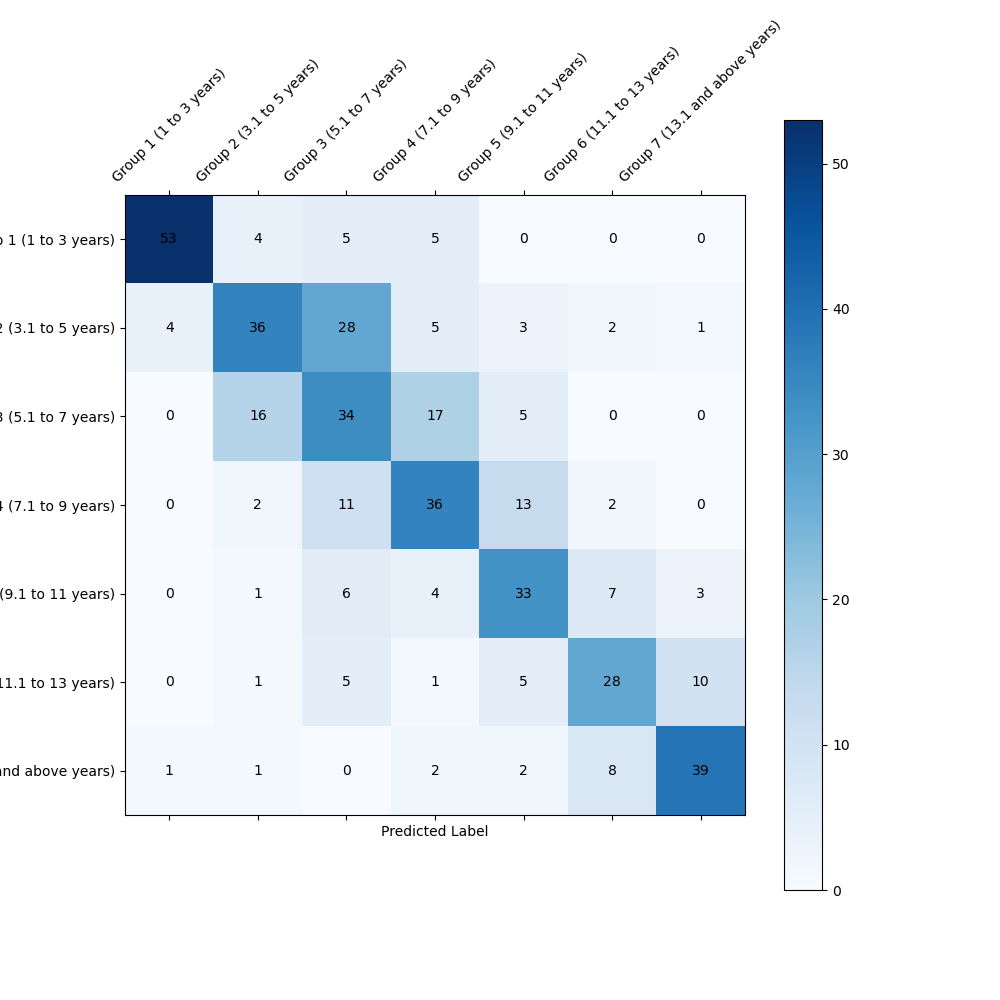 Group 1 (1 to 3 years)
Group 2 (3.1 to 5 years)
Group 3 (5.1 to 7 years)
Group 4 (7.1 to 9 years)
Group 5 (9.1 to 11 years)
Group 6 (11.1 to 13 years)
Group 7 (13.1 and above years)
1 (1 to 3 years) 53 4 5 5 0 0 0
2 (3.1 to 5 years) 4 36 28 5 3 2 1
3 (5.1 to 7 years) 0 16 34 17 5 0 0
4 (7.1 to 9 years) 0 2 11 36 13 2 0
(9.1 to 11 years) 0 1 6 4 33 7 3
11.1 to 13 years) 0 1 5 1 5 28 10
and above years) 1 1 0 2 2 8 39
Predicted Label
50
40
30
20
10
0